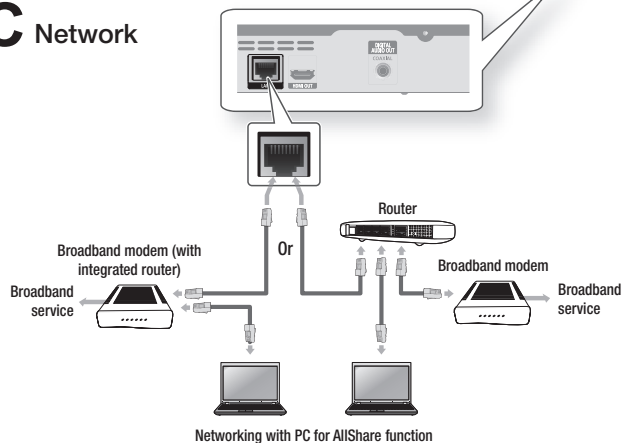 C Network
DIGITAL
AUDIO OUT
COAXIAL
LAN
HDMI OUT
Router
Or
Broadband modem (with
integrated router)
Broadband modem
Broadband
service
Broadband
service
Networking with PC for AllShare function